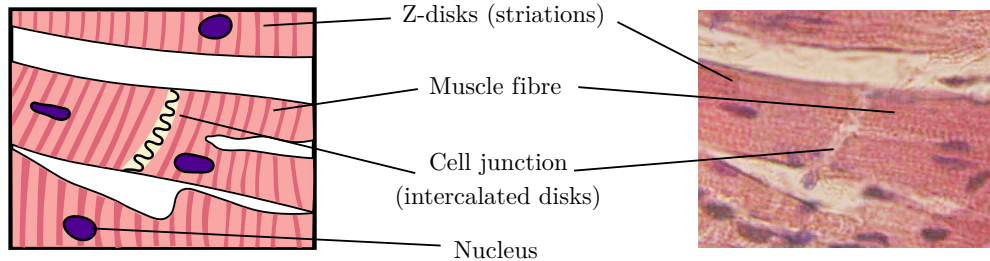 Z-disks (striations)
Muscle fibre
Cell junction
(intercalated disks)
Nucleus